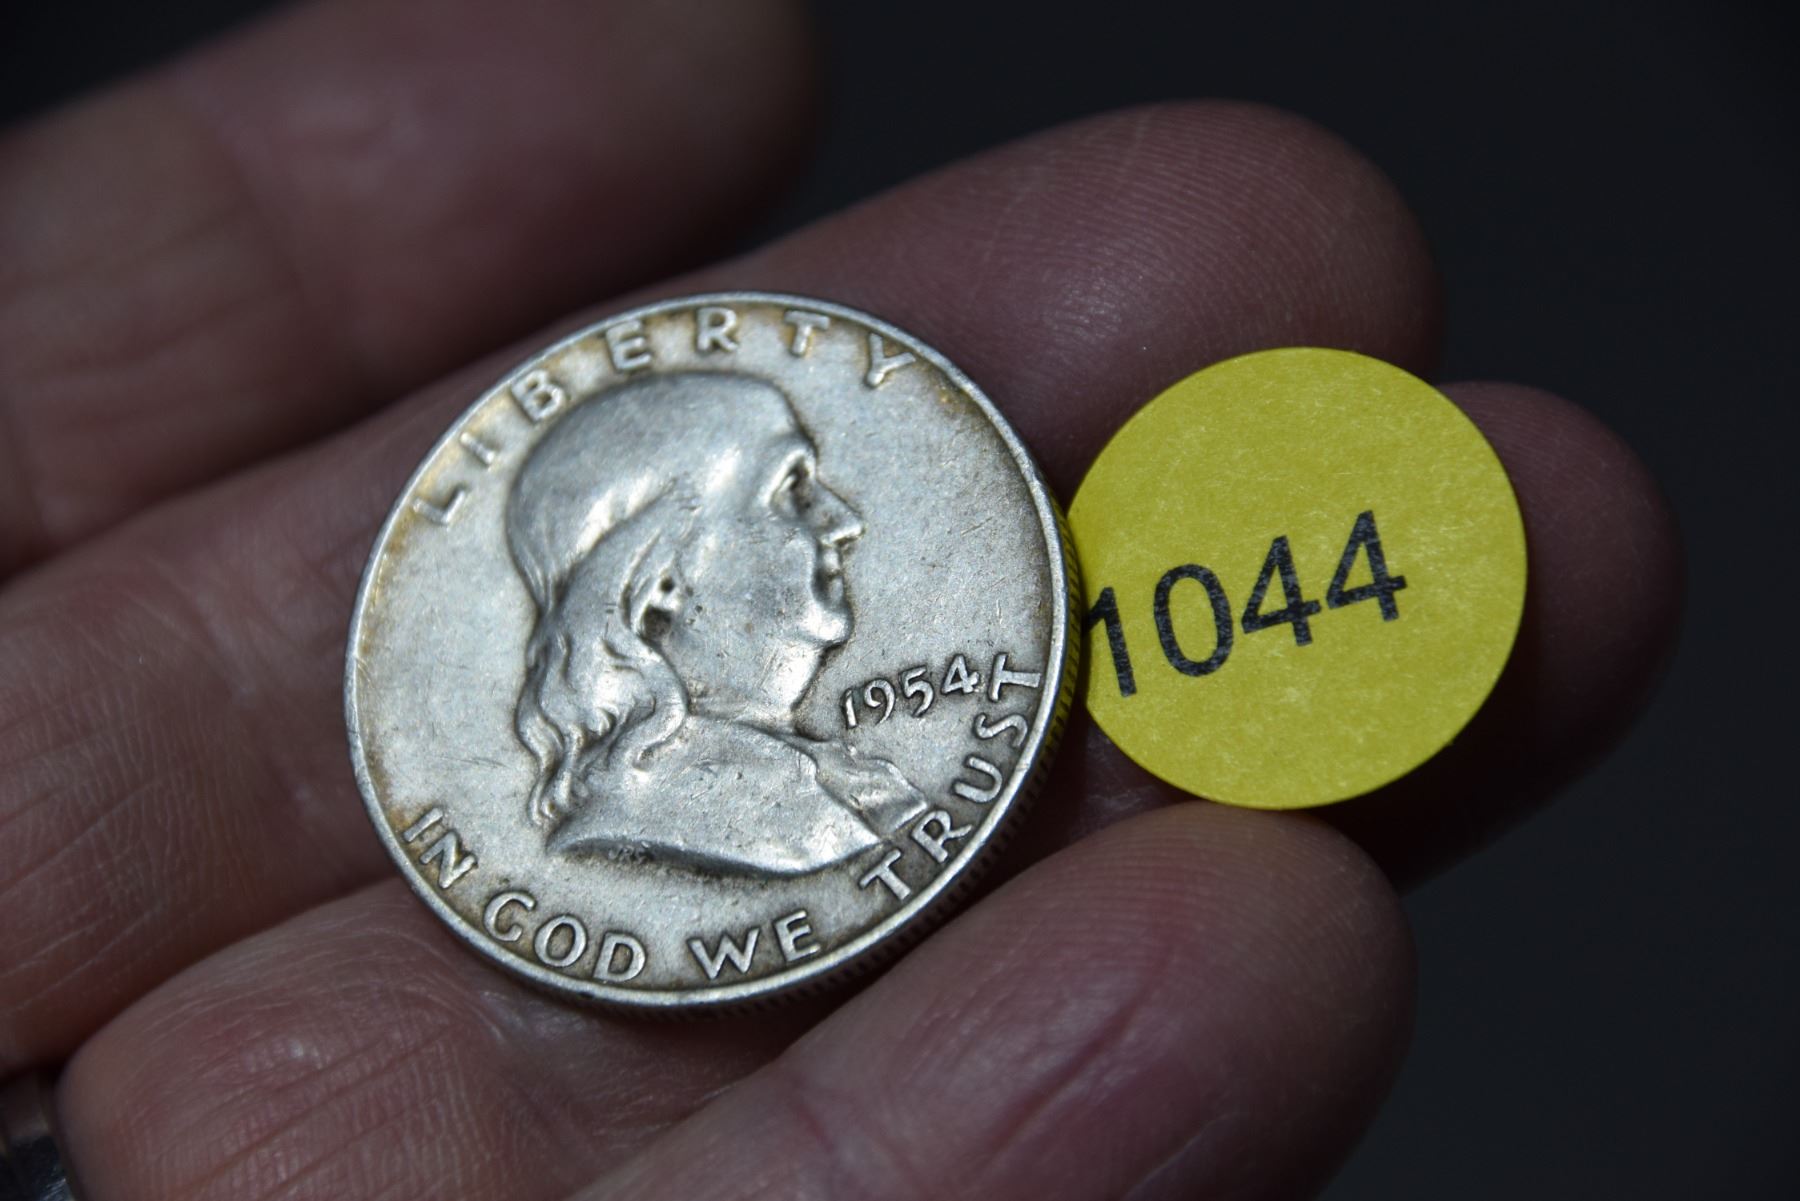 LIBERTY
1954
IN GOD WE TRUST
1044